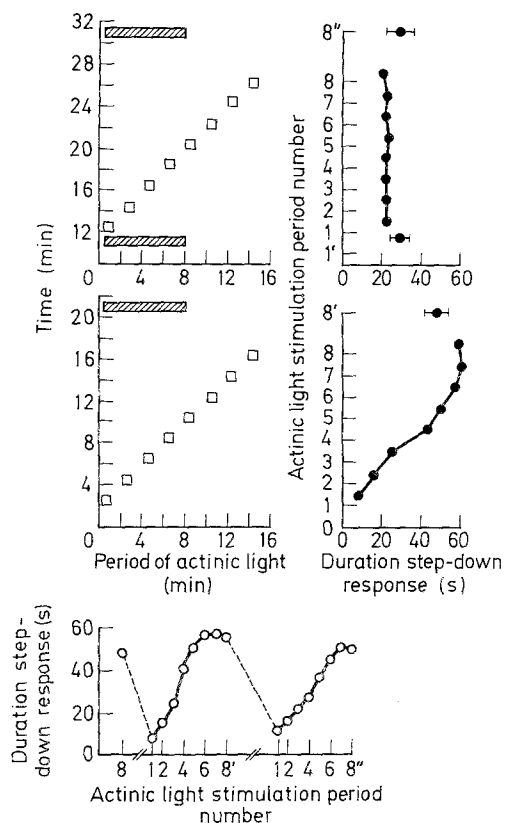 32
28
24
20
16
12
0 4 8 12 16
Time (min)
8"
8
7
6
5
4
3
2
1
1'
0 20 40 60
Actinic light stimulation period number
20
16
12
8
4
0 4 8 12 16
Period of actinic light
(min)
8'
8
7
6
5
4
3
2
1
0
0 20 40 60
Duration step-down
response (s)
Duration step-
down response (s)
60
40
20
0
8 1 2 4 6 8' 1 2 4 6 8"
Actinic light stimulation period
number